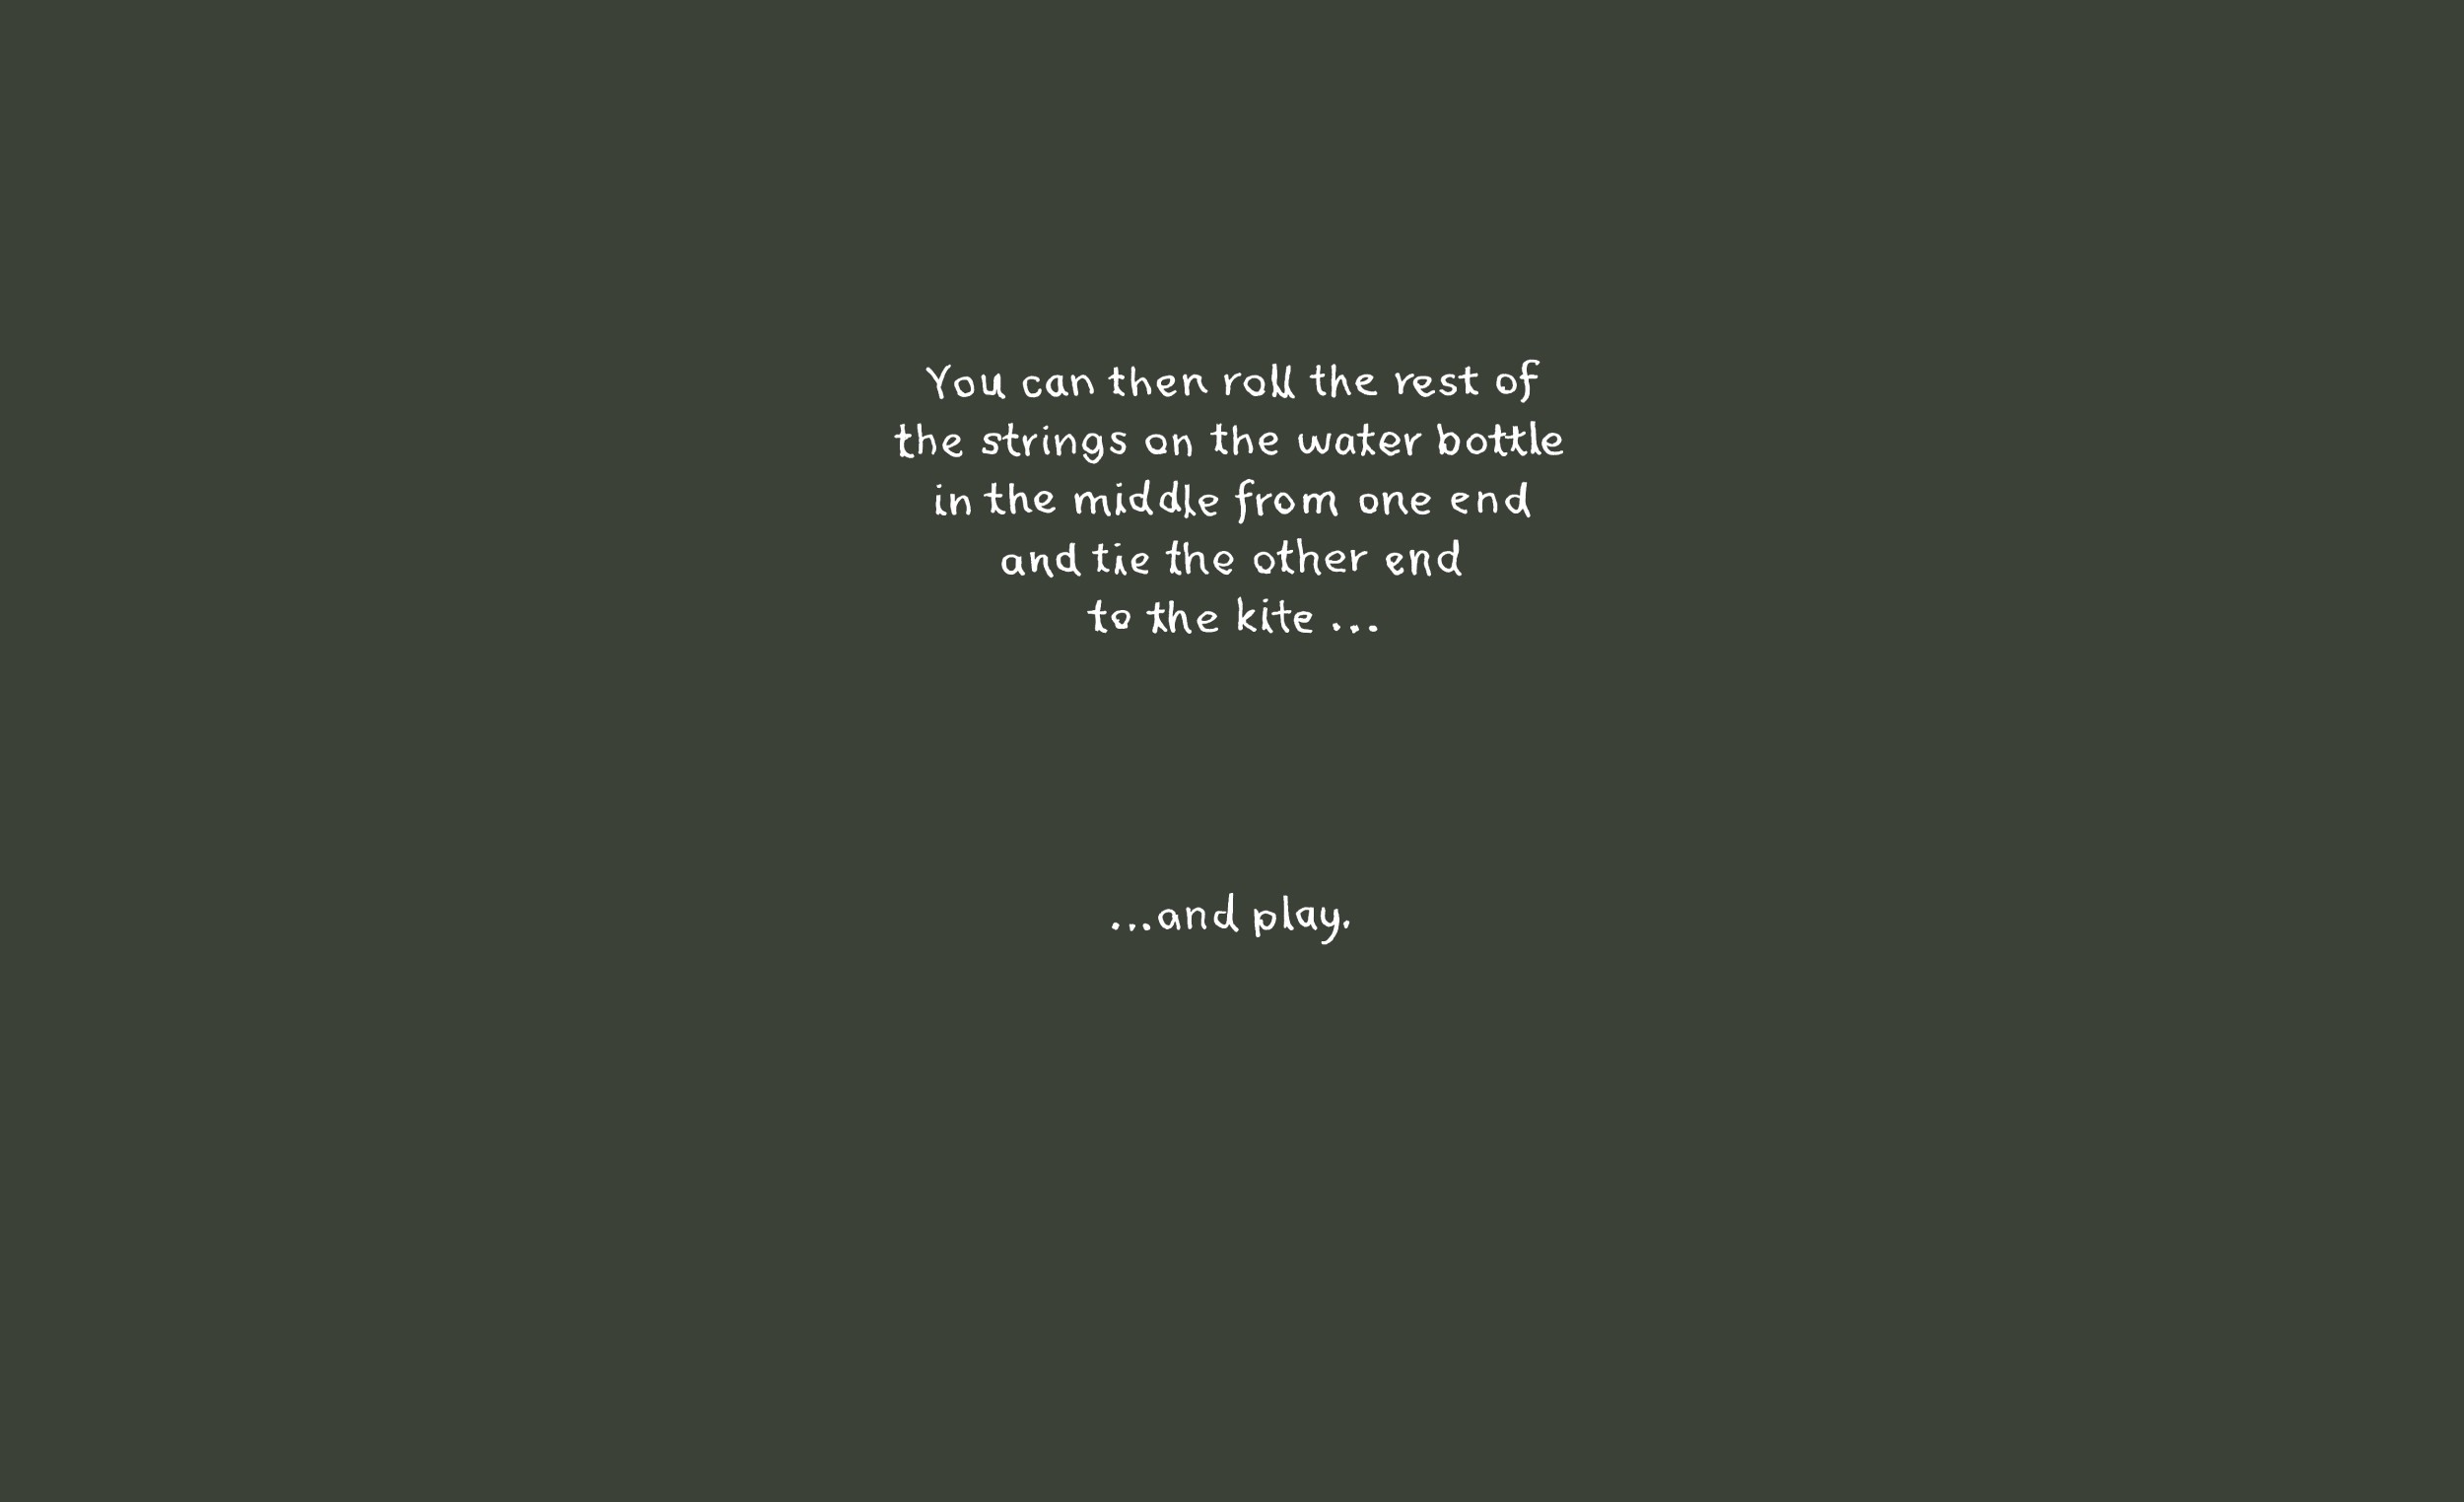 You can then roll the rest of
the strings on the water bottle
in the middle from one end
and tie the other end
to the kite ...
...and play.